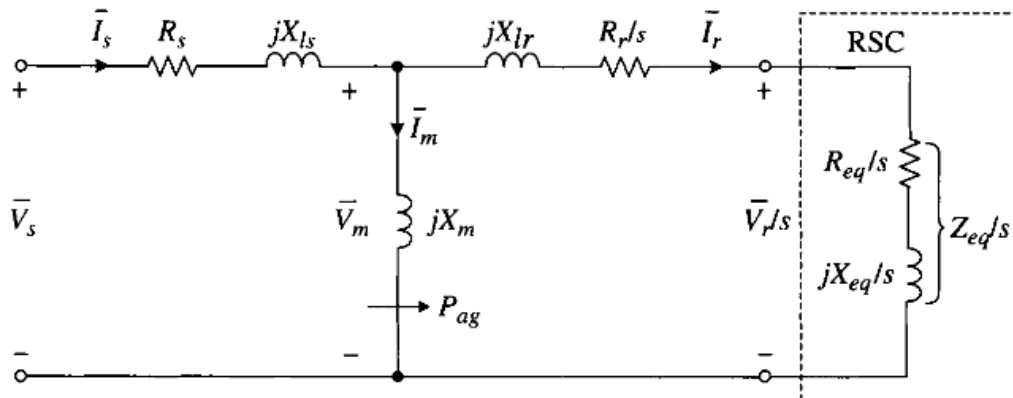 Ī_s R_s jX_ls jX_lr R_r/s Ī_r RSC
+ + +
Ī_m
R_eq/s
V̄_s V̄_m jX_m V̄_r/s Z_eq/s
jX_eq/s
P_ag
− − −